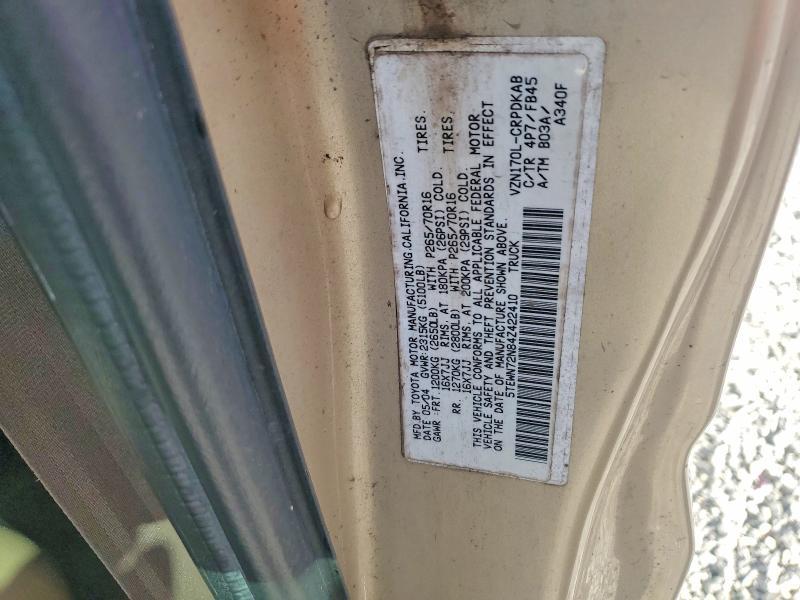 MFD.BY TOYOTA MOTOR MANUFACTURING.CALIFORNIA.INC.
DATE 05/04 GVWR:2315KG (5100LB)
GAWR :FRT.1200KG (2650LB) WITH P265/70R16 TIRES.
16X7JJ RIMS. AT 180KPA (26PSI) COLD.
RR. 1270KG (2800LB) WITH P265/70R16 TIRES.
16X7JJ RIMS. AT 200KPA (29PSI) COLD.
THIS VEHICLE CONFORMS TO ALL APPLICABLE FEDERAL MOTOR
VEHICLE SAFETY AND THEFT PREVENTION STANDARDS IN EFFECT
ON THE DATE OF MANUFACTURE SHOWN ABOVE.
5TEWN72N84Z422410 TRUCK
VZN170L-CRPDKAB
C/TR 4P7/FB45
A/TM B03A/
A340F